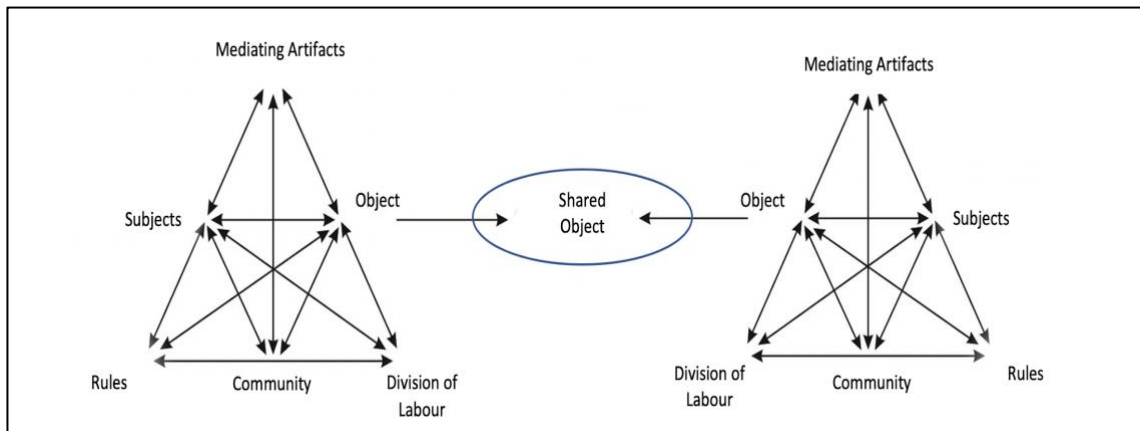 Mediating Artifacts
Subjects
Object
Rules
Community
Division of
Labour
Shared
Object
Mediating Artifacts
Object
Subjects
Division of
Labour
Community
Rules